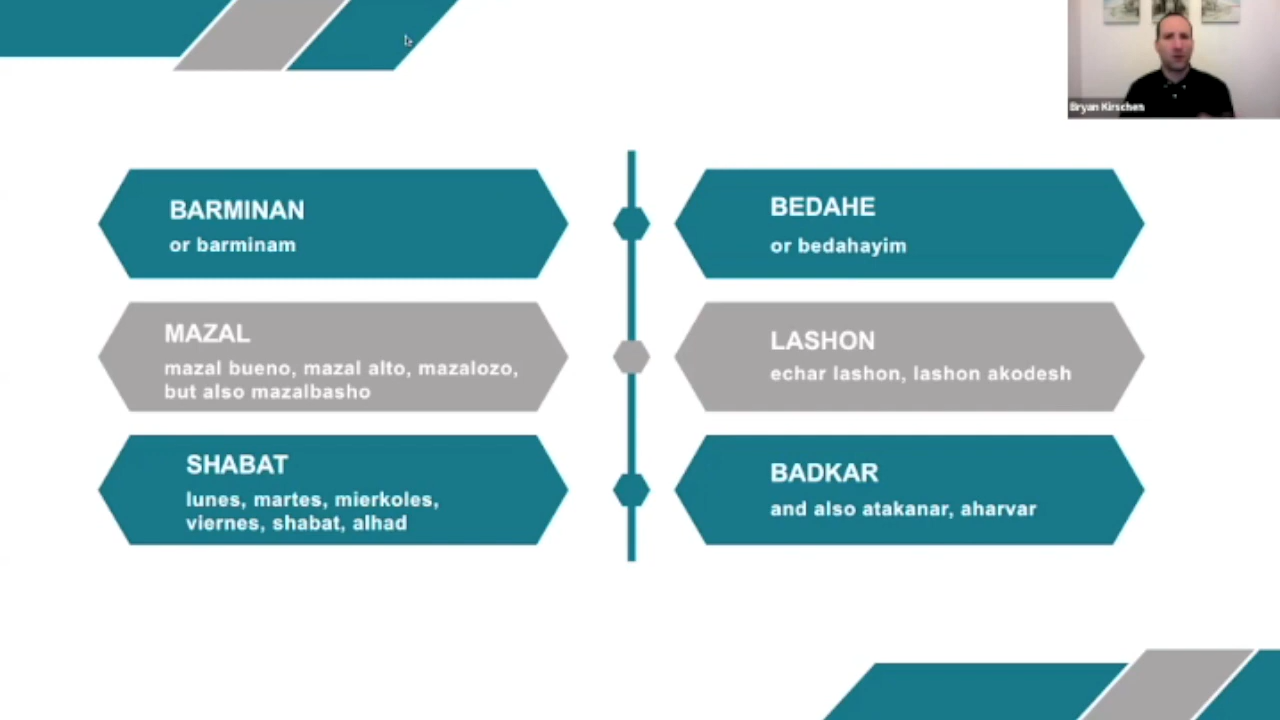 Bryan Kirschen
BARMINAN
or barminam
MAZAL
mazal bueno, mazal alto, mazalozo,
but also mazalbasho
SHABAT
lunes, martes, mierkoles,
viernes, shabat, alhad
BEDAHE
or bedahayim
LASHON
echar lashon, lashon akodesh
BADKAR
and also atakanar, aharvar